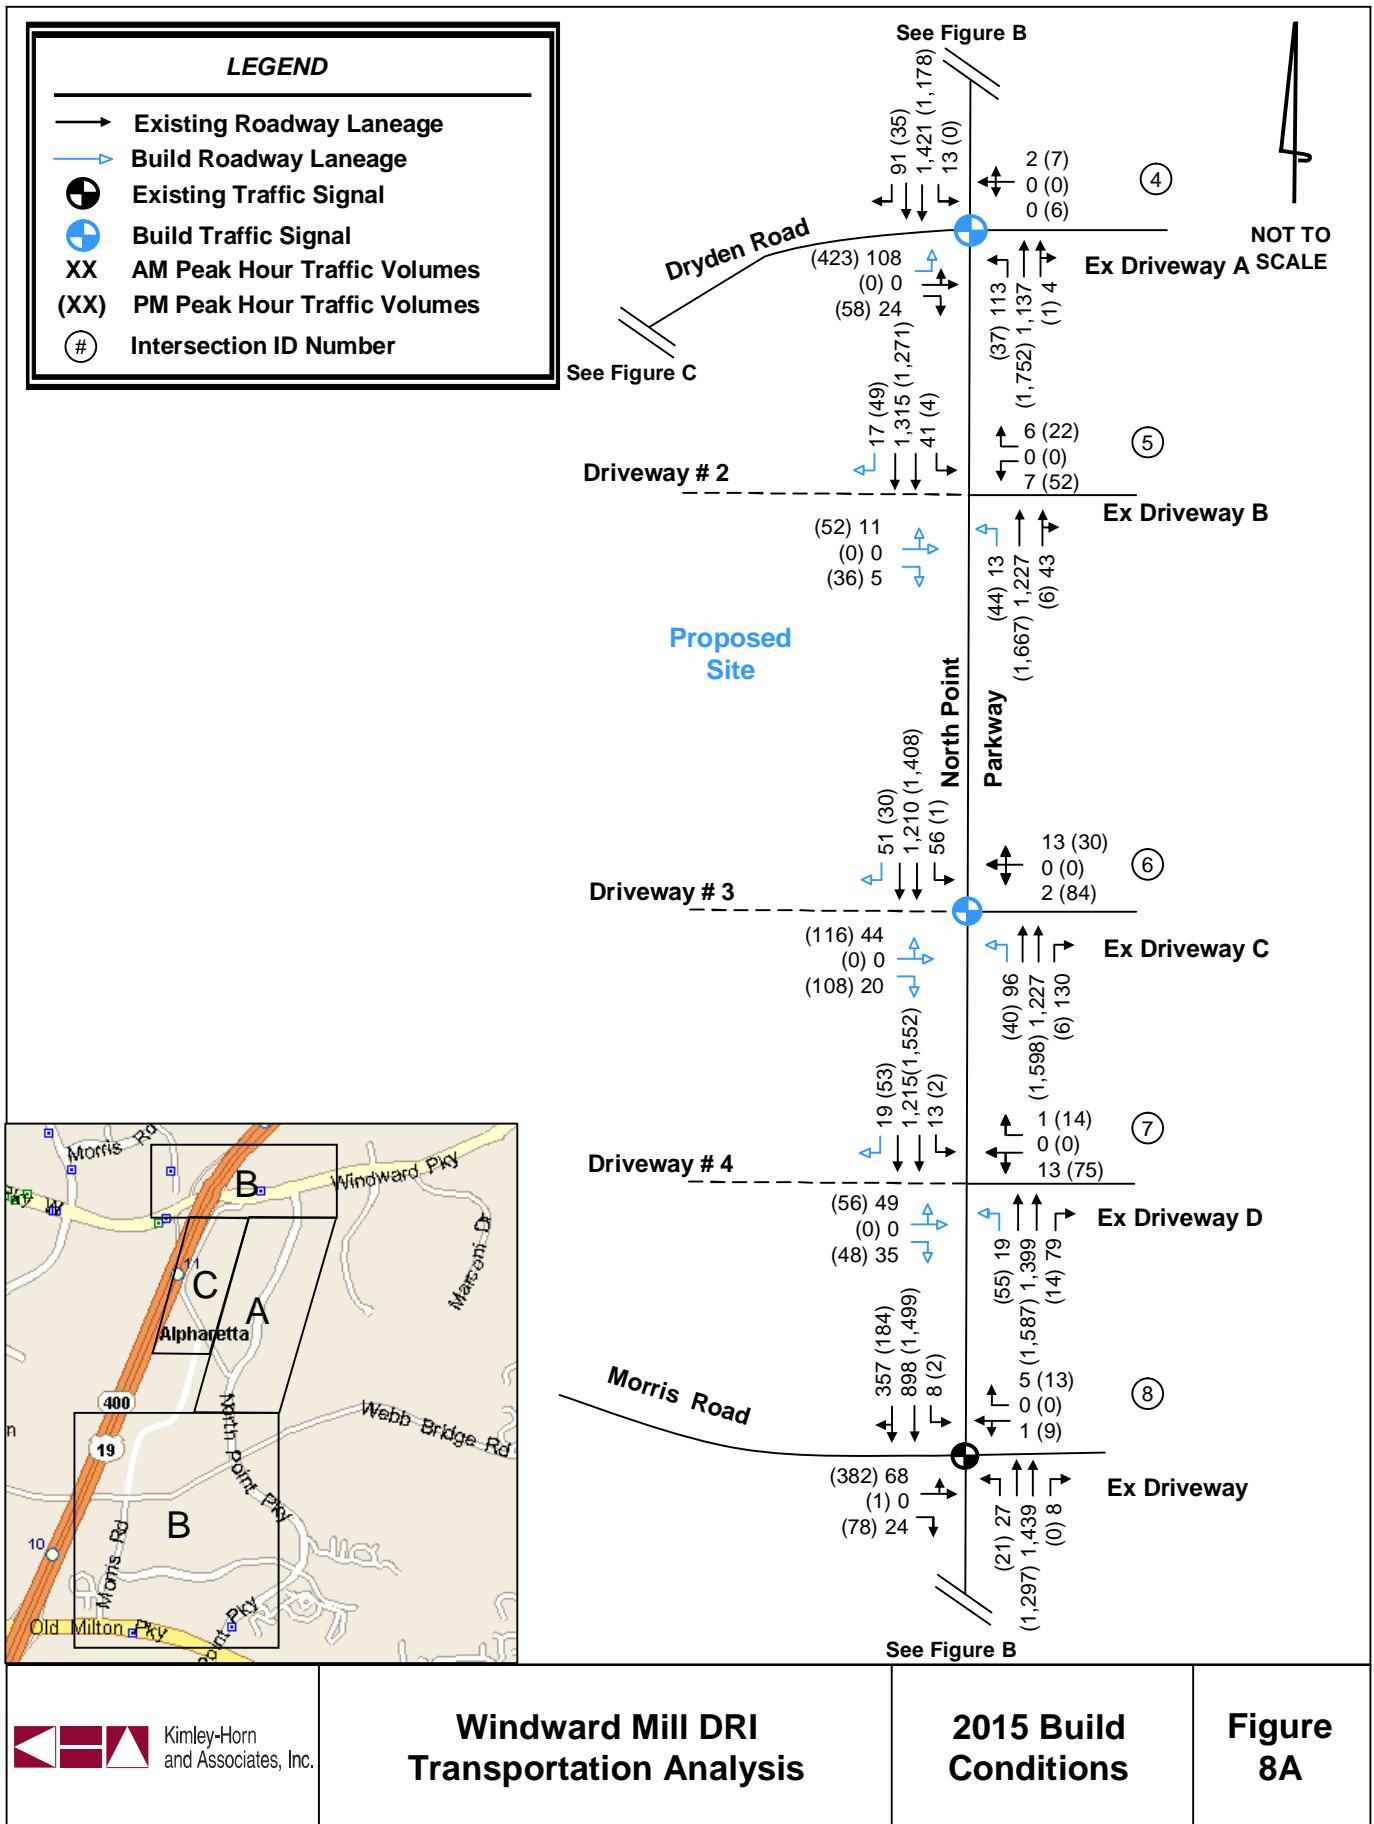 LEGEND
Existing Roadway Laneage
Build Roadway Laneage
Existing Traffic Signal
Build Traffic Signal
XX AM Peak Hour Traffic Volumes
(XX) PM Peak Hour Traffic Volumes
# Intersection ID Number
See Figure B
91 (35)
1,421 (1,178)
13 (0)
2 (7)
0 (0)
0 (6)
4
NOT TO
SCALE
Dryden Road
Ex Driveway A
(423) 108
(0) 0
(58) 24
(37) 113
(1,752) 1,137
(1) 4
See Figure C
17 (49)
1,315 (1,271)
41 (4)
6 (22)
0 (0)
7 (52)
5
Driveway # 2
Ex Driveway B
(52) 11
(0) 0
(36) 5
(44) 13
(1,667) 1,227
(6) 43
Proposed
Site
North Point
Parkway
51 (30)
1,210 (1,408)
56 (1)
13 (30)
0 (0)
2 (84)
6
Driveway # 3
Ex Driveway C
(116) 44
(0) 0
(108) 20
(40) 96
(1,598) 1,227
(6) 130
19 (53)
1,215(1,552)
13 (2)
1 (14)
0 (0)
13 (75)
7
Driveway # 4
Ex Driveway D
(56) 49
(0) 0
(48) 35
(55) 19
(1,587) 1,399
(14) 79
357 (184)
898 (1,499)
8 (2)
5 (13)
0 (0)
1 (9)
8
Morris Road
Ex Driveway
(382) 68
(1) 0
(78) 24
(21) 27
(1,297) 1,439
(0) 8
See Figure B
Morris Rd
B
Windward Pky
Pky W
Marconi Dr
11
C
A
Alpharetta
400
19
North Point Pky
Webb Bridge Rd
n
B
10
Morris Rd
Old Milton Pky
Point Pky
Kimley-Horn
and Associates, Inc.
Windward Mill DRI
Transportation Analysis
2015 Build
Conditions
Figure
8A